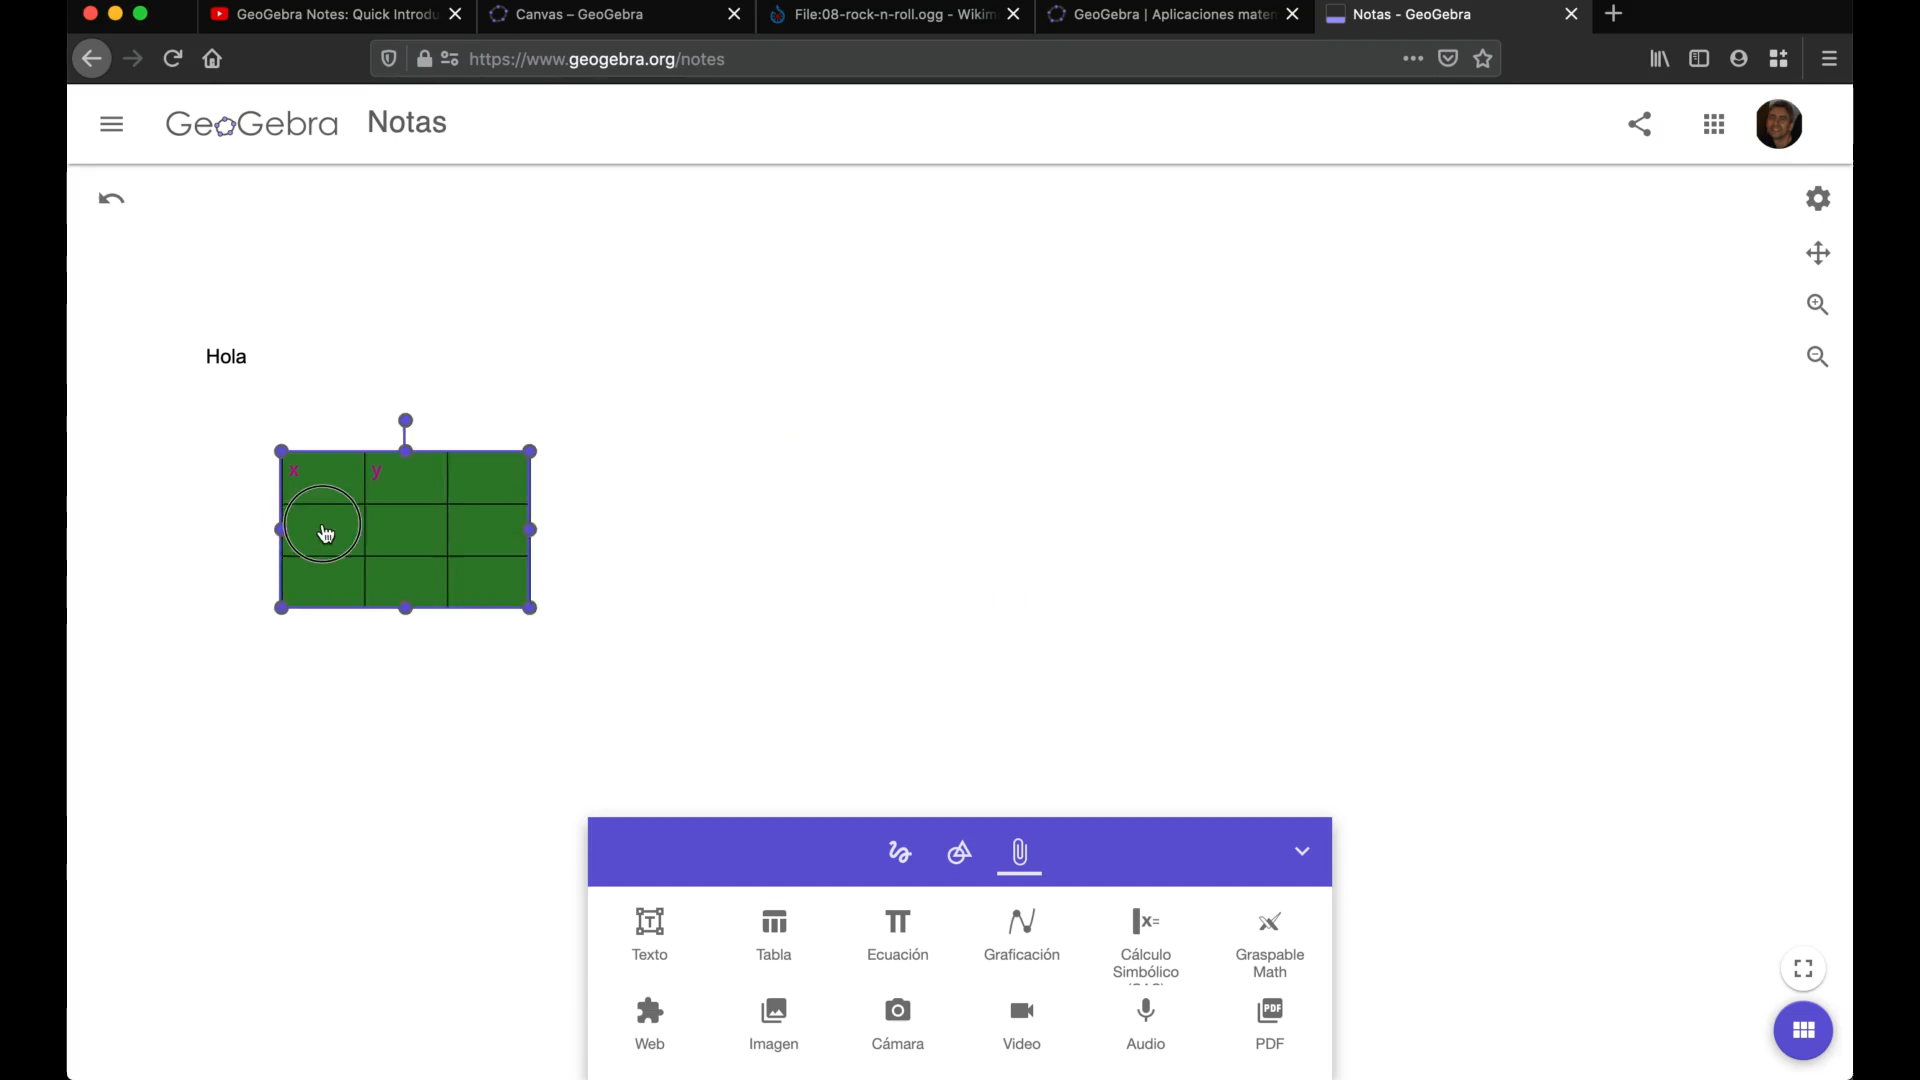 GeoGebra Notes: Quick Introdu
Canvas – GeoGebra
File:08-rock-n-roll.ogg - Wikim
GeoGebra | Aplicaciones mater
Notas - GeoGebra
https://www.geogebra.org/notes
GeoGebra Notas
Hola
x y
Texto
Tabla
Ecuación
Graficación
Cálculo
Simbólico
Graspable
Math
Web
Imagen
Cámara
Video
Audio
PDF
PDF